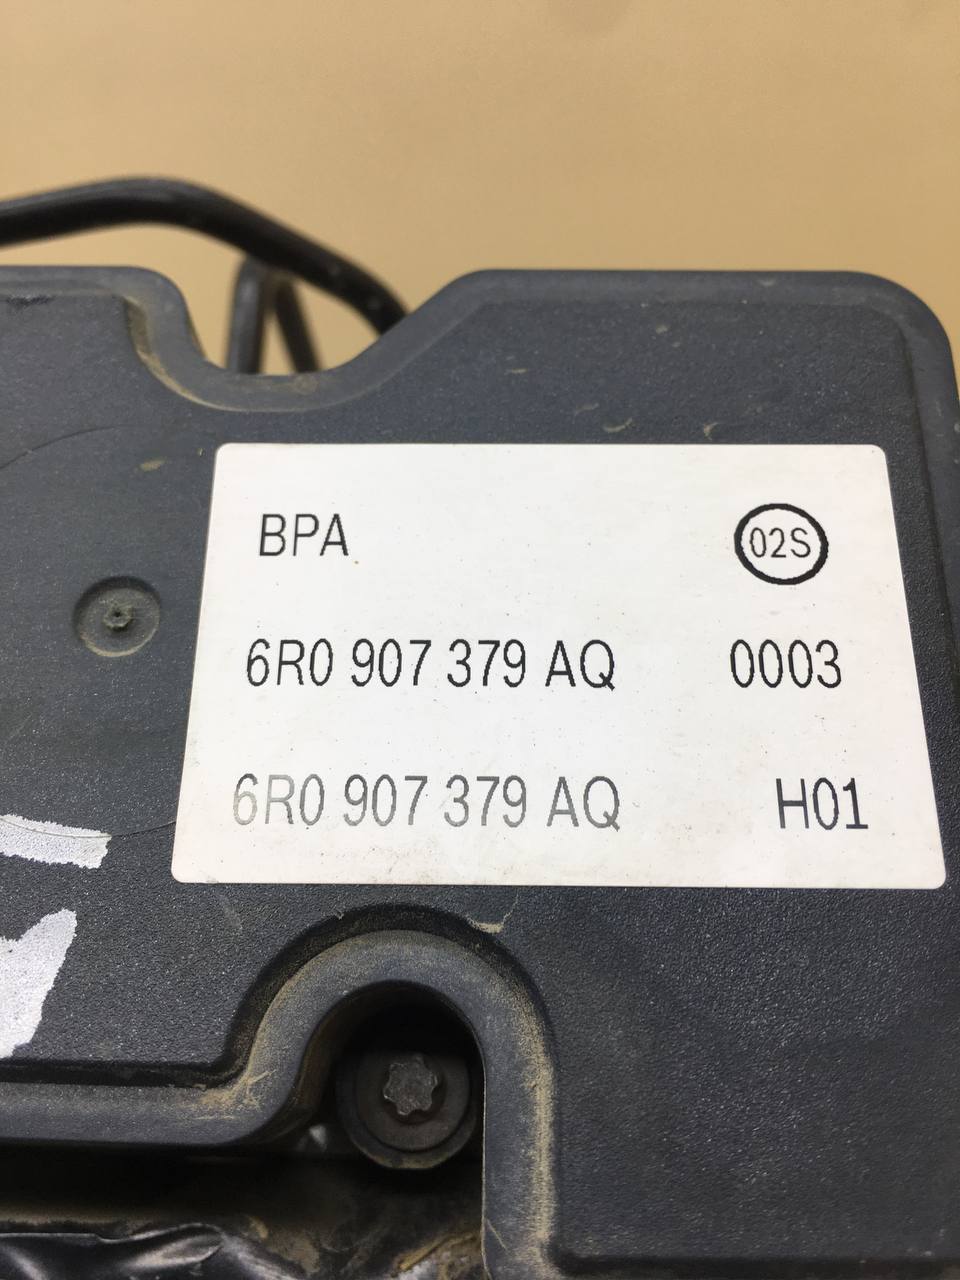 BPA 02S
6R0 907 379 AQ 0003
6R0 907 379 AQ H01